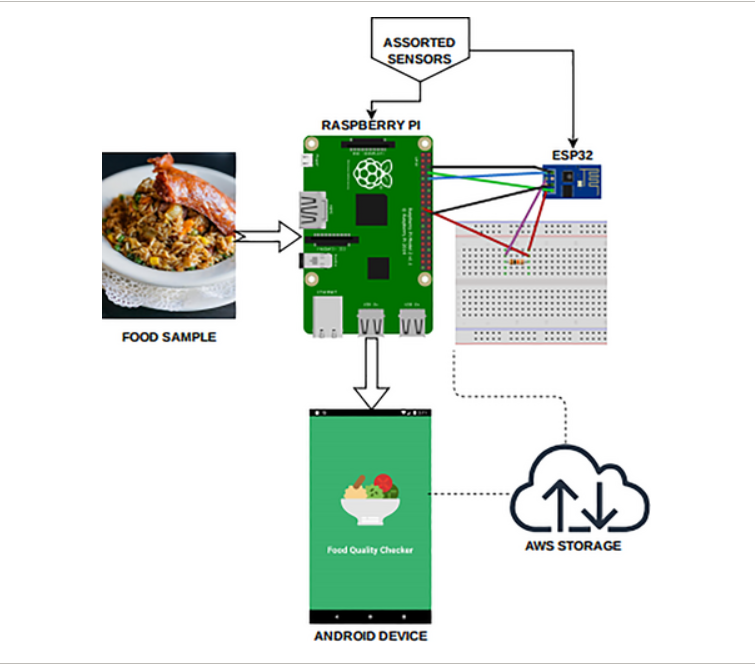 ASSORTED
SENSORS
RASPBERRY PI
ESP32
FOOD SAMPLE
Food Quality Checker
AWS STORAGE
ANDROID DEVICE